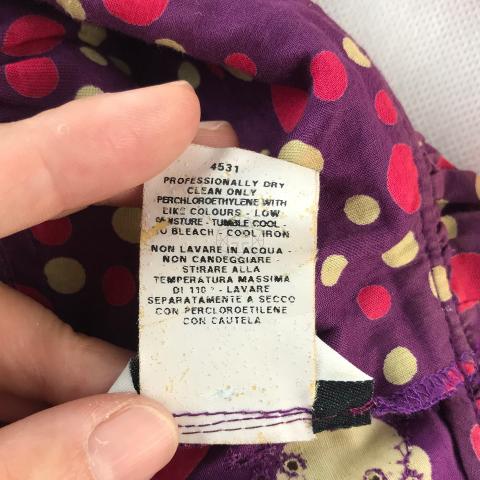 4531
PROFESSIONALLY DRY
CLEAN ONLY
PERCHLOROETHYLENE WITH
LIKE COLOURS - LOW
MOISTURE - TUMBLE COOL -
NO BLEACH - COOL IRON
NON LAVARE IN ACQUA -
NON CANDEGGIARE -
STIRARE ALLA
TEMPERATURA MASSIMA
DI 110° - LAVARE
SEPARATAMENTE A SECCO
CON PERCLOROETILENE
CON CAUTELA